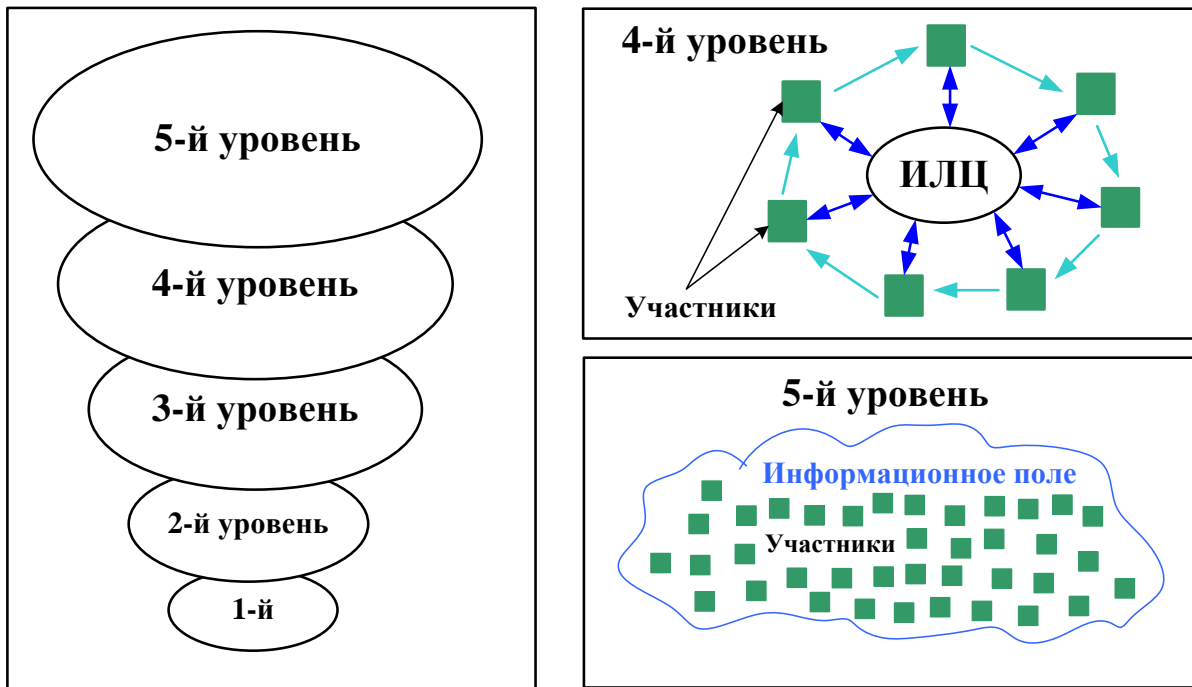 5-й уровень
4-й уровень
3-й уровень
2-й уровень
1-й
4-й уровень
ИЛЦ
Участники
5-й уровень
Информационное поле
Участники